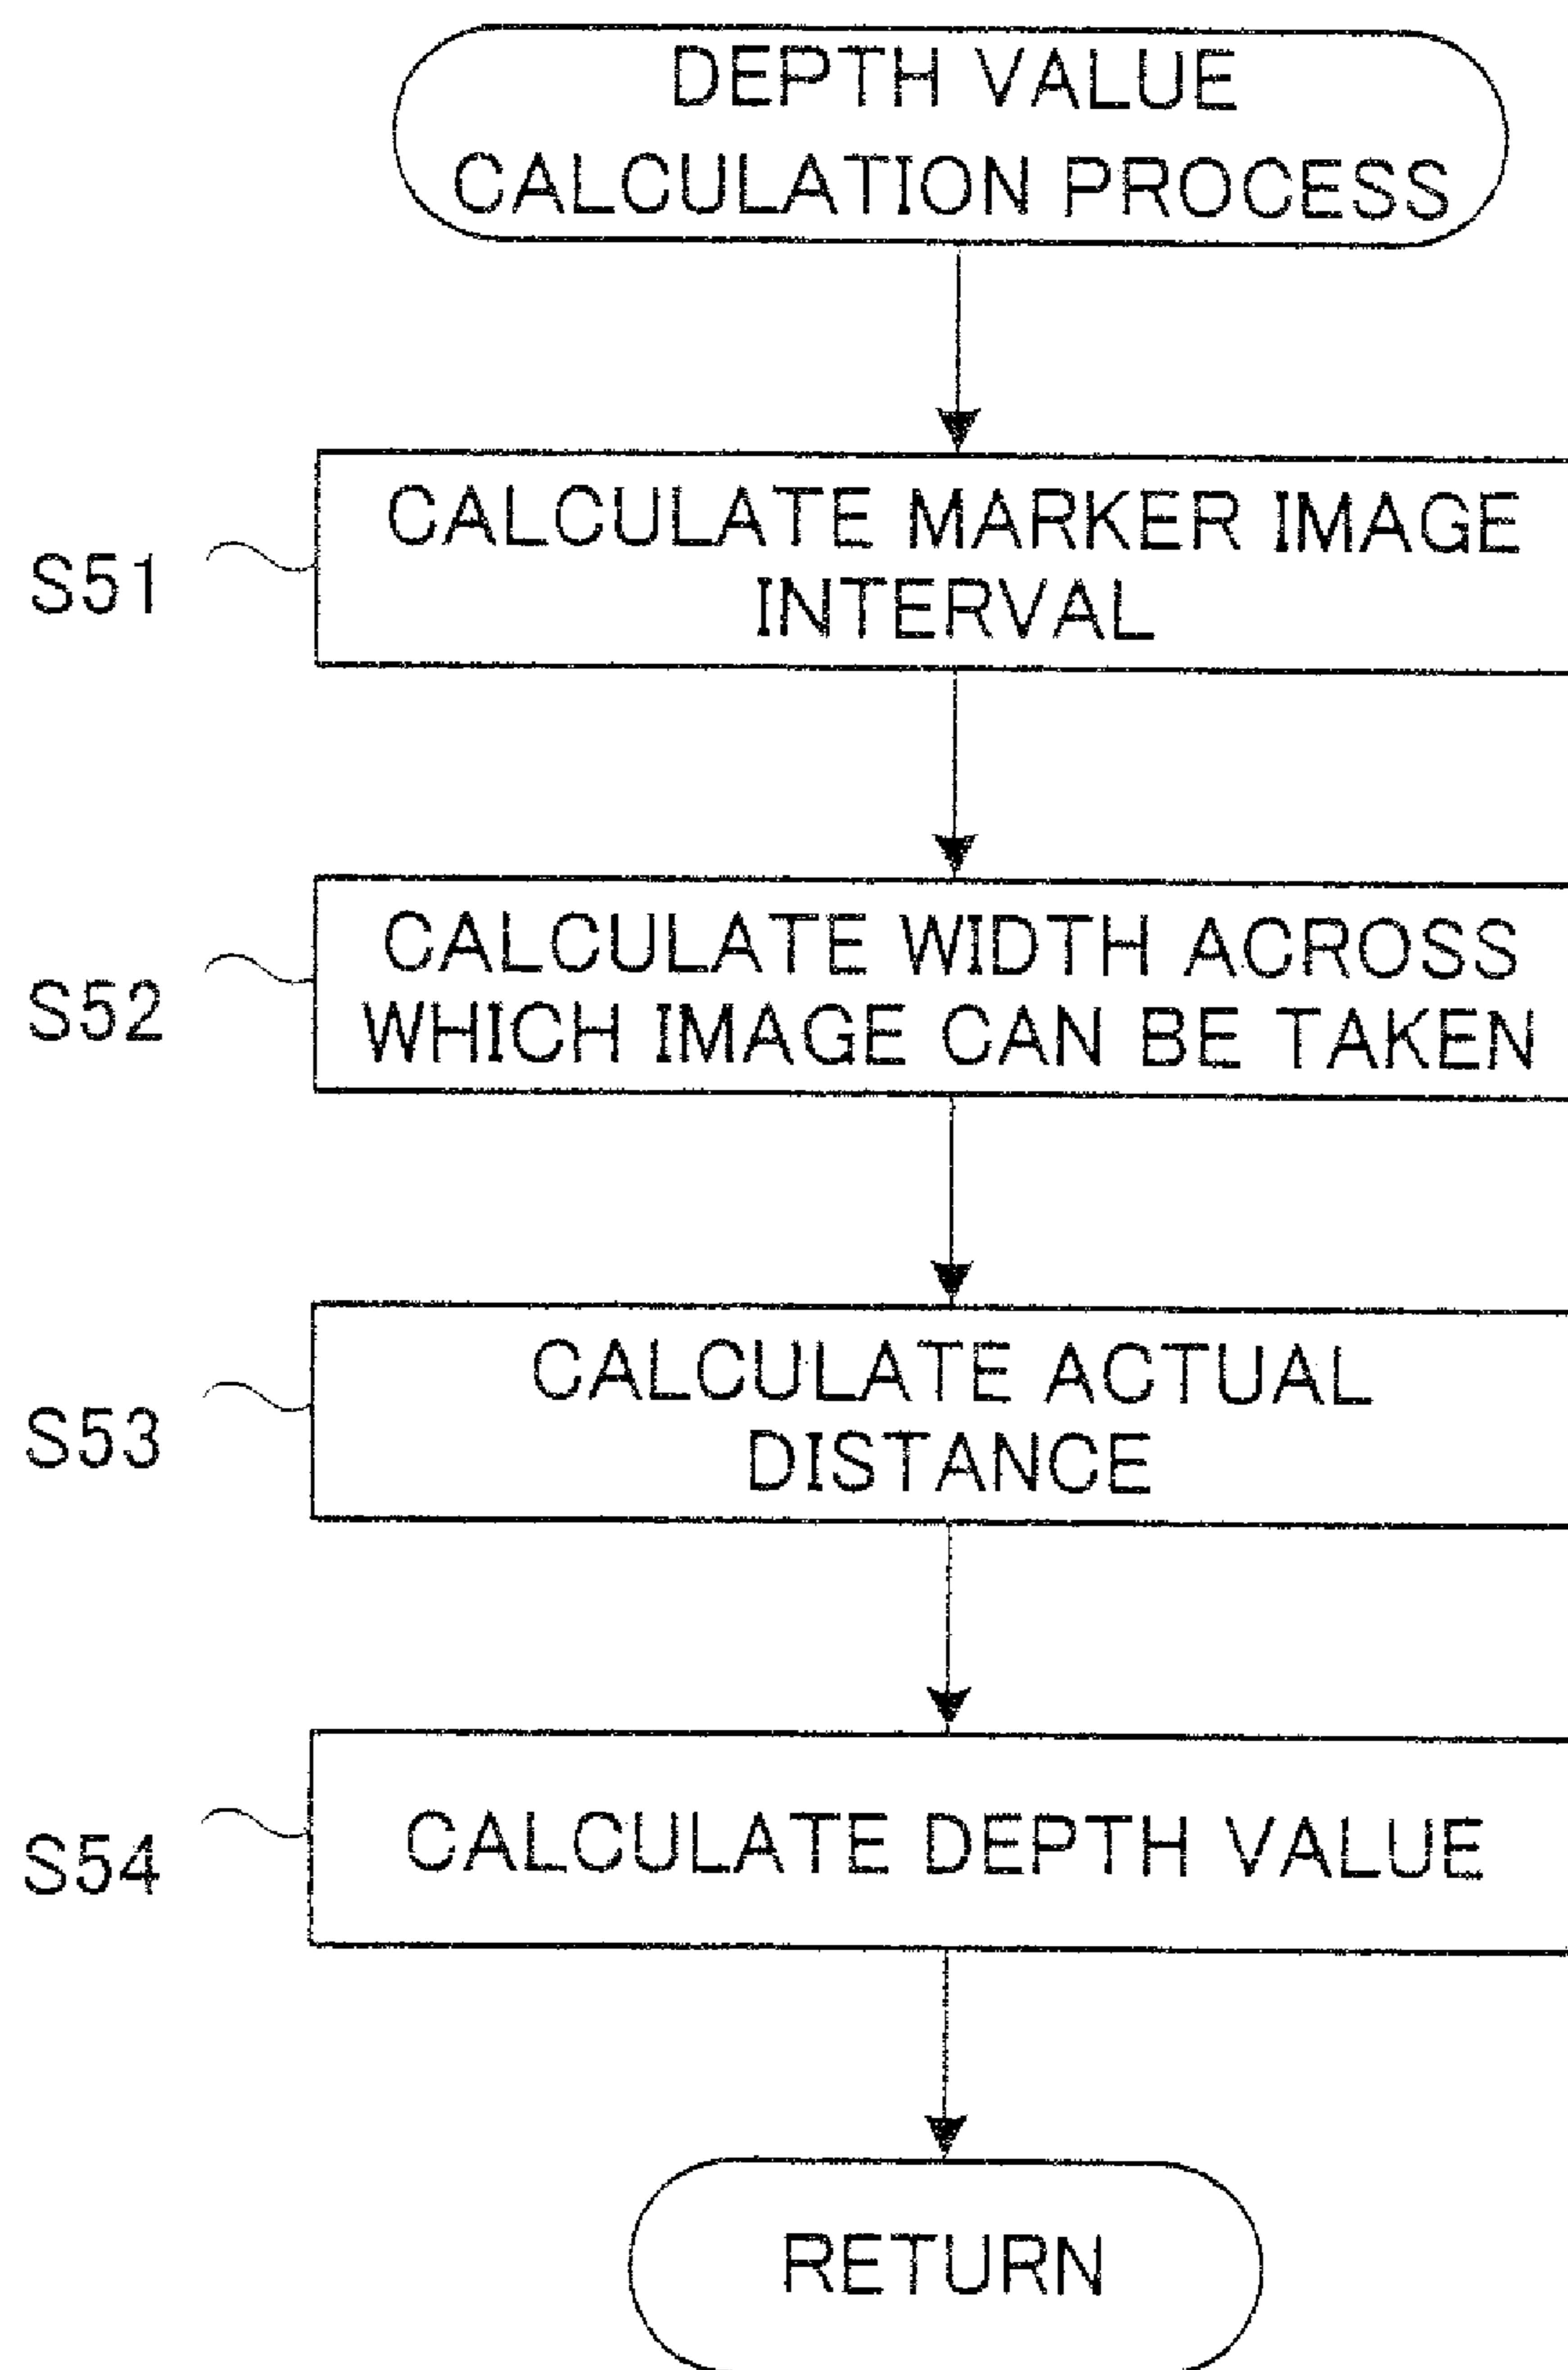 DEPTH VALUE
CALCULATION PROCESS
S51
CALCULATE MARKER IMAGE
INTERVAL
S52
CALCULATE WIDTH ACROSS
WHICH IMAGE CAN BE TAKEN
S53
CALCULATE ACTUAL
DISTANCE
S54
CALCULATE DEPTH VALUE
RETURN